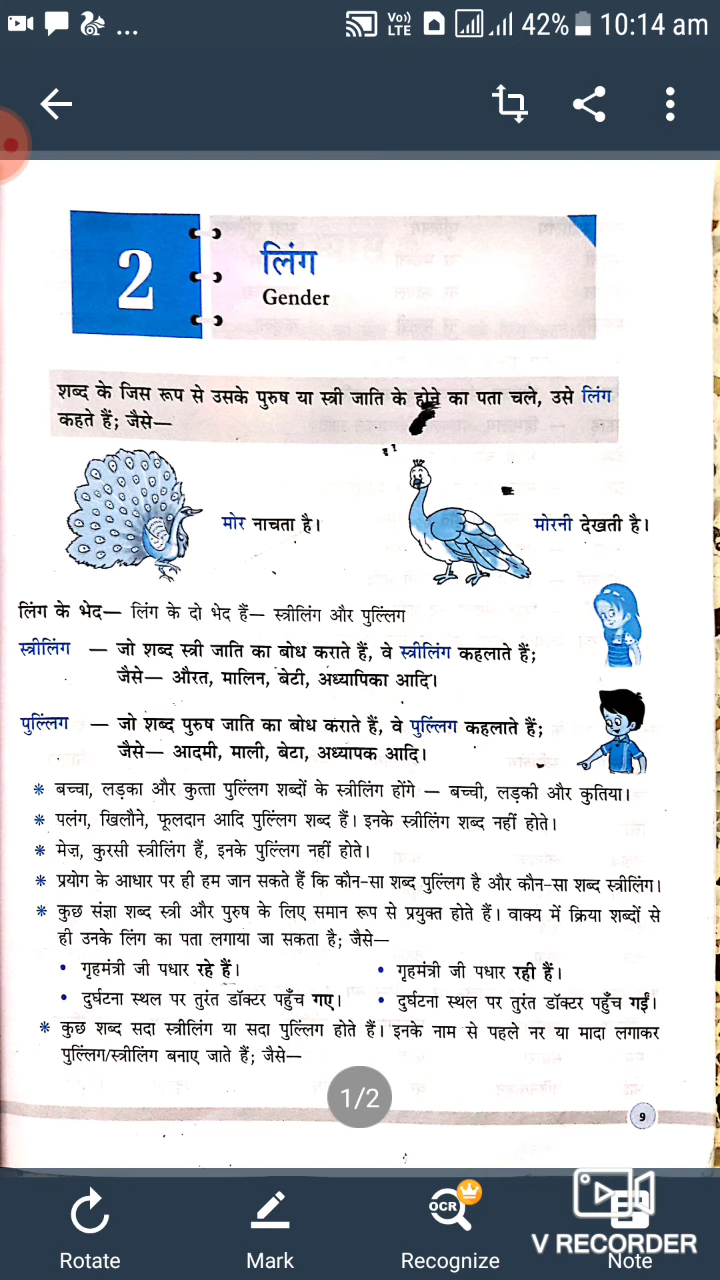 ... Vo)) LTE 42% 10:14 am
2
लिंग
Gender
शब्द के जिस रूप से उसके पुरुष या स्त्री जाति के होने का पता चले, उसे लिंग
कहते हैं; जैसे—
मोर नाचता है।
मोरनी देखती है।
लिंग के भेद— लिंग के दो भेद हैं— स्त्रीलिंग और पुल्लिंग
स्त्रीलिंग — जो शब्द स्त्री जाति का बोध कराते हैं, वे स्त्रीलिंग कहलाते हैं;
जैसे— औरत, मालिन, बेटी, अध्यापिका आदि।
पुल्लिंग — जो शब्द पुरुष जाति का बोध कराते हैं, वे पुल्लिंग कहलाते हैं;
जैसे— आदमी, माली, बेटा, अध्यापक आदि।
* बच्चा, लड़का और कुत्ता पुल्लिंग शब्दों के स्त्रीलिंग होंगे — बच्ची, लड़की और कुतिया।
* पलंग, खिलौने, फूलदान आदि पुल्लिंग शब्द हैं। इनके स्त्रीलिंग शब्द नहीं होते।
* मेज़, कुरसी स्त्रीलिंग हैं, इनके पुल्लिंग नहीं होते।
* प्रयोग के आधार पर ही हम जान सकते हैं कि कौन-सा शब्द पुल्लिंग है और कौन-सा शब्द स्त्रीलिंग।
* कुछ संज्ञा शब्द स्त्री और पुरुष के लिए समान रूप से प्रयुक्त होते हैं। वाक्य में क्रिया शब्दों से
ही उनके लिंग का पता लगाया जा सकता है; जैसे—
• गृहमंत्री जी पधार रहे हैं। • गृहमंत्री जी पधार रही हैं।
• दुर्घटना स्थल पर तुरंत डॉक्टर पहुँच गए। • दुर्घटना स्थल पर तुरंत डॉक्टर पहुँच गईं।
* कुछ शब्द सदा स्त्रीलिंग या सदा पुल्लिंग होते हैं। इनके नाम से पहले नर या मादा लगाकर
पुल्लिंग/स्त्रीलिंग बनाए जाते हैं; जैसे—
1/2
9
OCR
V RECORDER
Rotate Mark Recognize Note